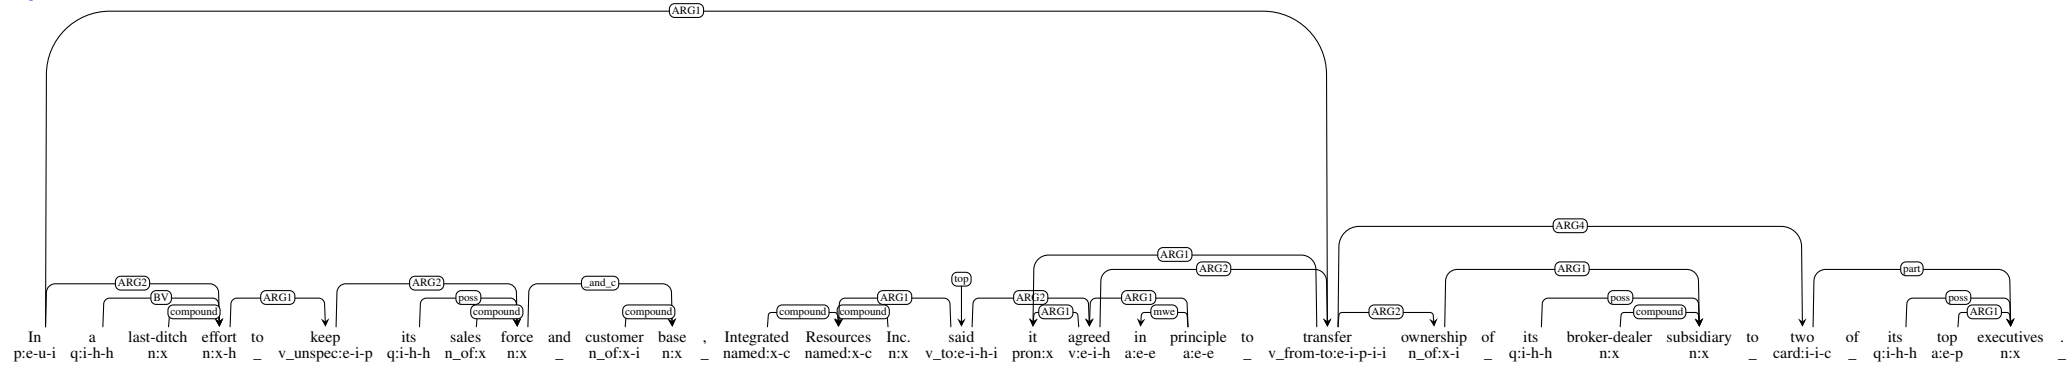 ARG1
ARG4
ARG1
ARG2
top
ARG2 ARG2 _and_c ARG1 part
BV ARG1 poss ARG1 ARG2 ARG1 poss poss
compound compound compound compound compound ARG1 mwe ARG2 compound ARG1
In a last-ditch effort to keep its sales force and customer base , Integrated Resources Inc. said it agreed in principle to transfer ownership of its broker-dealer subsidiary to two of its top executives .
p:e-u-i q:i-h-h n:x n:x-h _ v_unspec:e-i-p q:i-h-h n_of:x n:x _ n_of:x-i n:x _ named:x-c named:x-c n:x v_to:e-i-h-i pron:x v:e-i-h a:e-e a:e-e _ v_from-to:e-i-p-i-i n_of:x-i _ q:i-h-h n:x n:x _ card:i-i-c _ q:i-h-h a:e-p n:x _